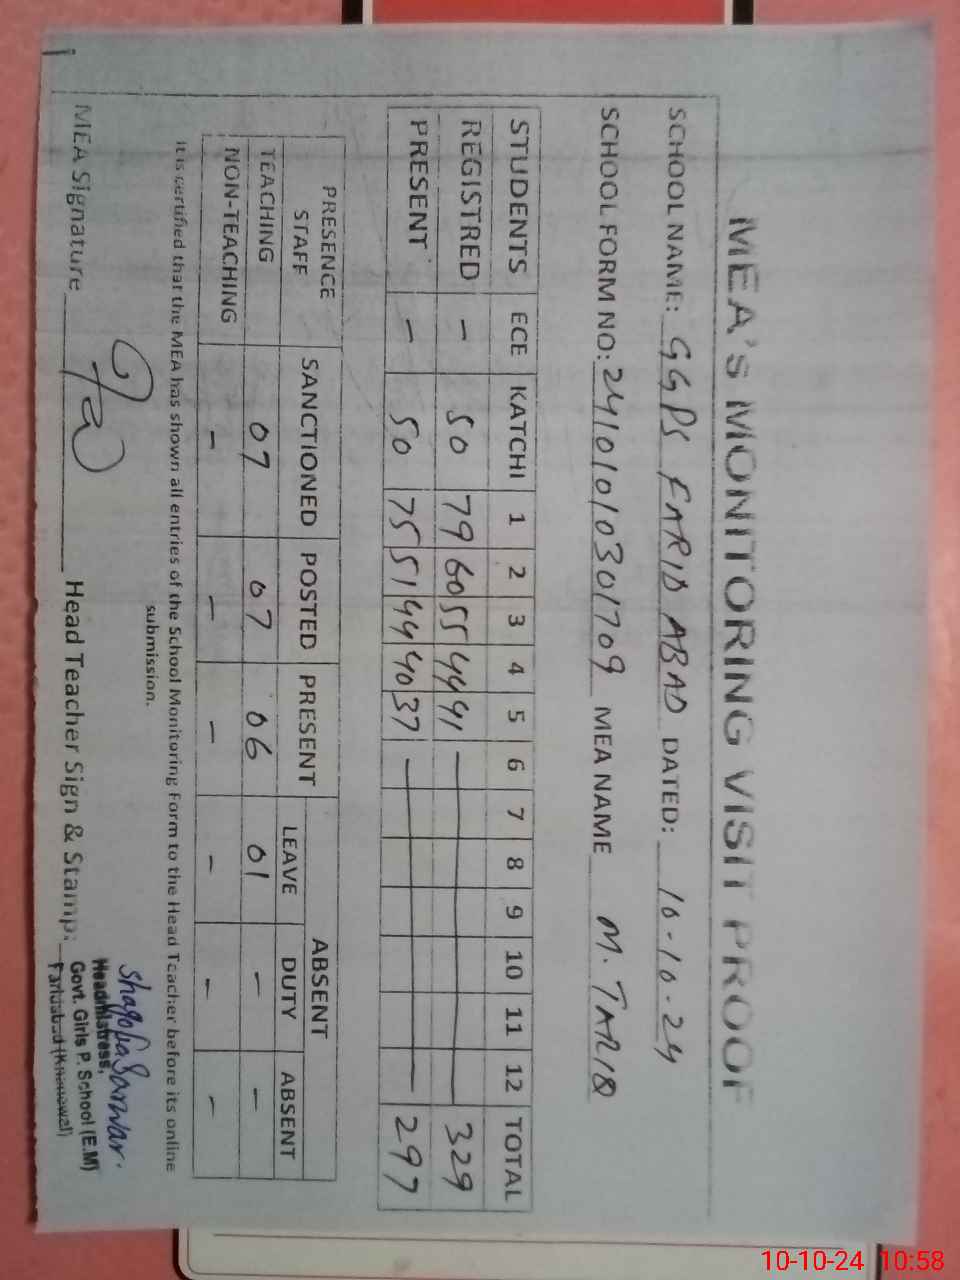 MEA'S MONITORING VISIT PROOF
SCHOOL NAME: GGPS FARID ABAD DATED: 10-10-24
SCHOOL FORM NO: 24101010301709 MEA NAME M. TARIQ
STUDENTS ECE KATCHI 1 2 3 4 5 6 7 8 9 10 11 12 TOTAL
REGISTRED - 50 79 60 55 44 41 — 329
PRESENT - 50 75 51 44 40 37 — 297
PRESENCE STAFF SANCTIONED POSTED PRESENT ABSENT
LEAVE DUTY ABSENT
TEACHING 07 07 06 01 - -
NON-TEACHING - - - - - -
It is certified that the MEA has shown all entries of the School Monitoring Form to the Head Teacher before its online
submission.
MEA Signature Head Teacher Sign & Stamp:
Shagofa Sarwar.
Headmistress,
Govt. Girls P. School (E.M)
Faridabad (Khanewal)
10-10-24 10:58